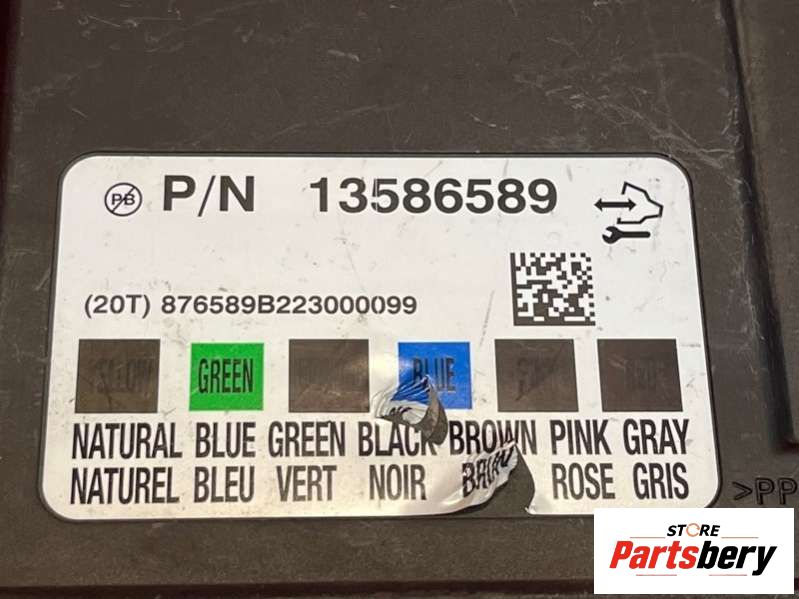 PB P/N 13586589
(20T) 876589B223000099
GREEN BLUE
NATURAL BLUE GREEN BLACK BROWN PINK GRAY
NATUREL BLEU VERT NOIR ROSE GRIS
>PP
STORE
Partsbery